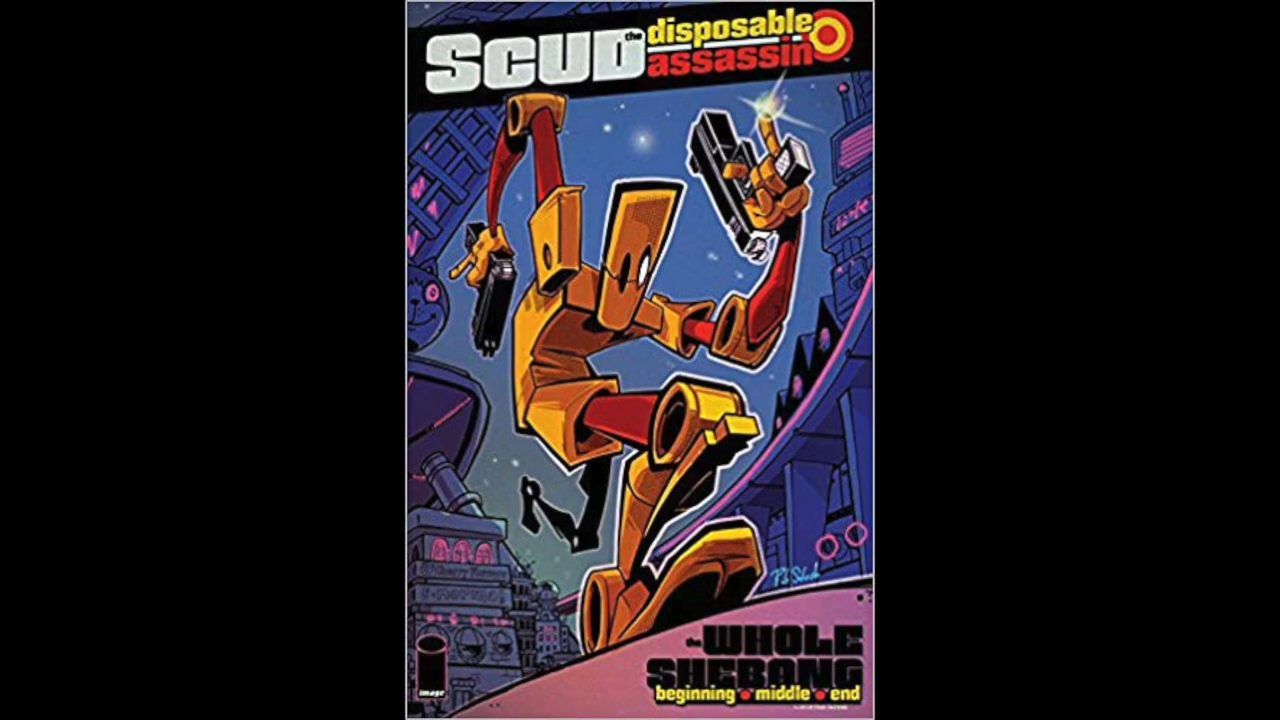 SCUD the disposable
assassin
the WHOLE
SHEBANG
beginning • middle • end
image